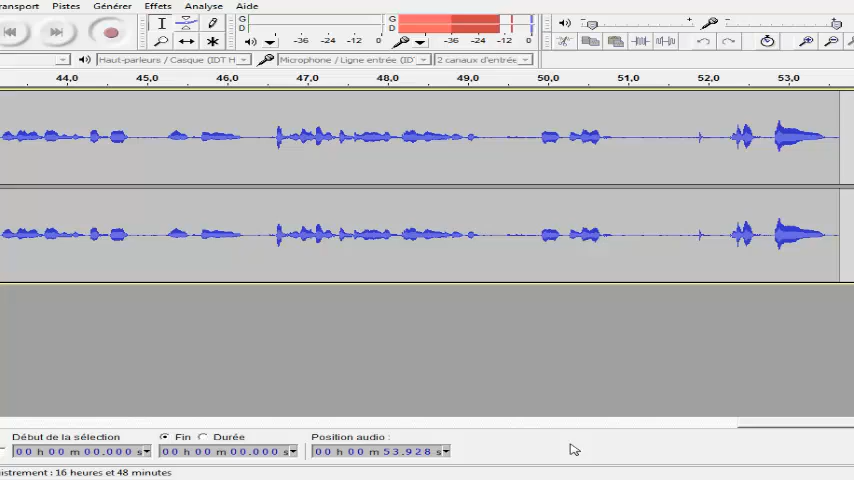 ransport Pistes Générer Effets Analyse Aide
G G
D -36 -24 -12 0 D -36 -24 -12 0
Haut-parleurs / Casque (IDT H Microphone / Ligne entrée (ID 2 canaux d'entrée
44,0 45,0 46,0 47,0 48,0 49,0 50,0 51,0 52,0 53,0
Début de la sélection Fin Durée Position audio :
00 h 00 m 00.000 s 00 h 00 m 00.000 s 00 h 00 m 53.928 s
istrement : 16 heures et 48 minutes